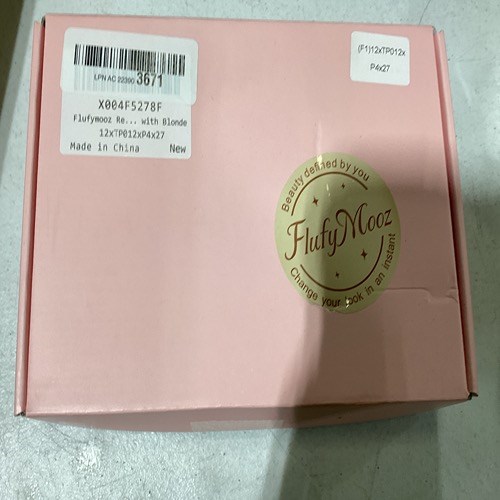 LPN AC 22390 3671
X004F5278F
Flufymooz Re... with Blonde
12xTP012xP4x27
Made in China New
(F1)12xTP012x
P4x27
Beauty defined by you
FlufyMooz
Change your look in an instant